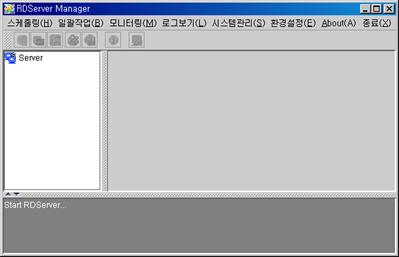 RDServer Manager
스케줄링(H) 일괄작업(B) 모니터링(M) 로그보기(L) 시스템관리(S) 환경설정(E) About(A) 종료(X)
Server
Start RDServer...